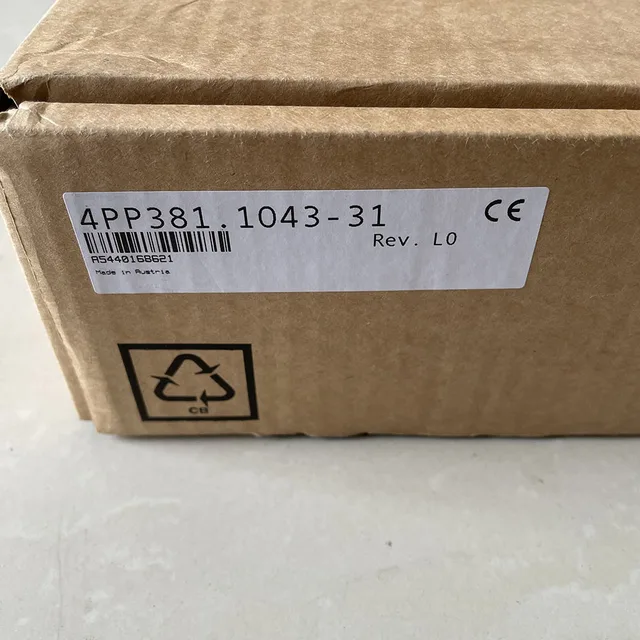 4PP381.1043-31
CE
Rev. L0
A5440168621
Made in Austria
CB